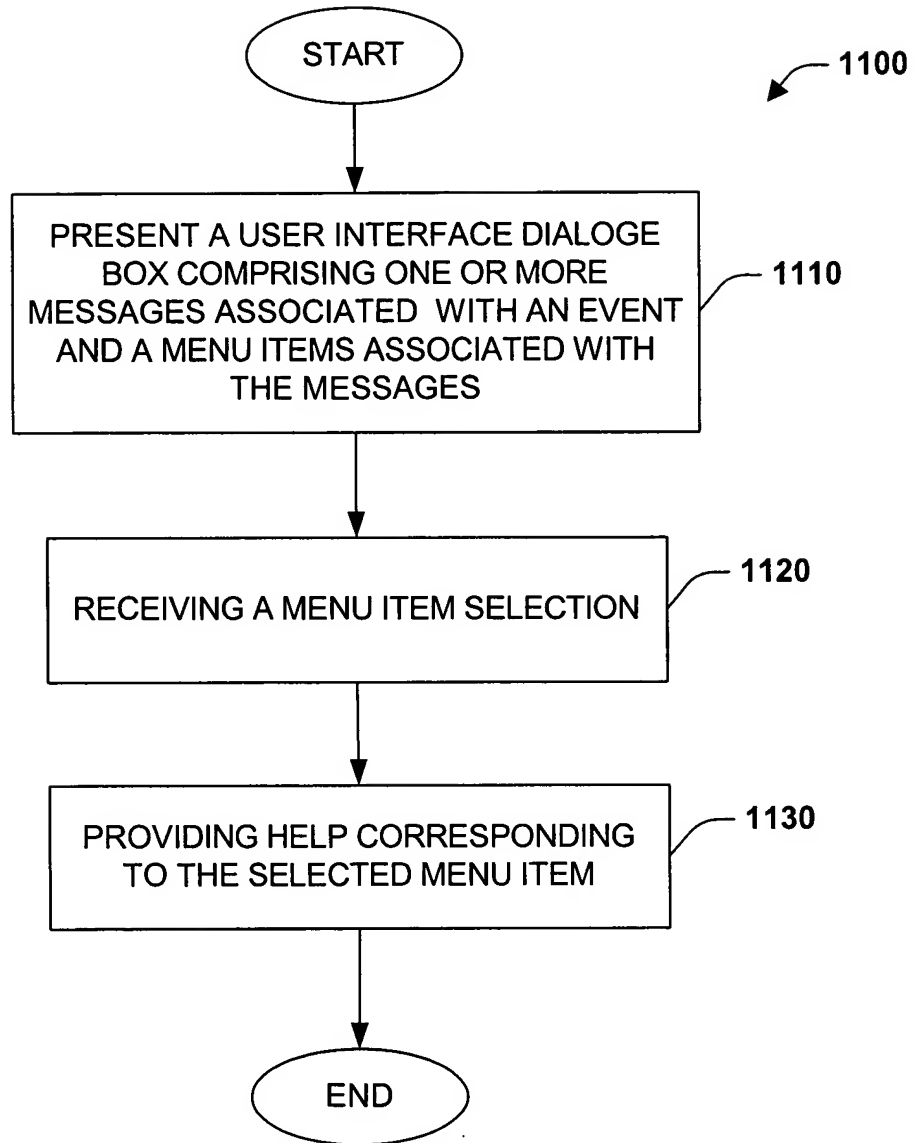 START
1100
PRESENT A USER INTERFACE DIALOGE
BOX COMPRISING ONE OR MORE
MESSAGES ASSOCIATED WITH AN EVENT
AND A MENU ITEMS ASSOCIATED WITH
THE MESSAGES
1110
RECEIVING A MENU ITEM SELECTION
1120
PROVIDING HELP CORRESPONDING
TO THE SELECTED MENU ITEM
1130
END